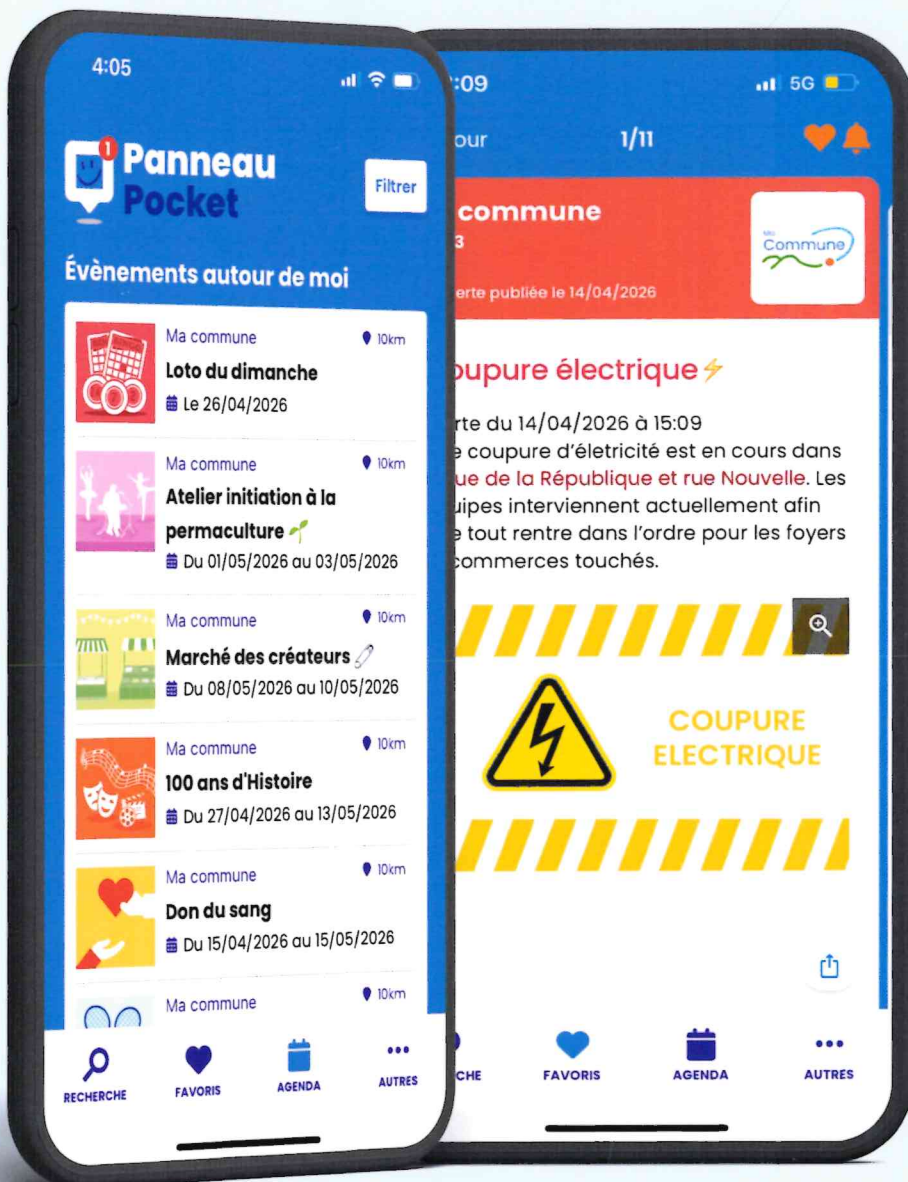 4:05
1
Panneau
Pocket
Filtrer
Évènements autour de moi
Ma commune
10km
Loto du dimanche
Le 26/04/2026
Ma commune
10km
Atelier initiation à la
permaculture
Du 01/05/2026 au 03/05/2026
Ma commune
10km
Marché des créateurs
Du 08/05/2026 au 10/05/2026
Ma commune
10km
100 ans d'Histoire
Du 27/04/2026 au 13/05/2026
Ma commune
10km
Don du sang
Du 15/04/2026 au 15/05/2026
Ma commune
10km
RECHERCHE
FAVORIS
AGENDA
AUTRES
:09
5G
our
1/11
commune
3
erte publiée le 14/04/2026
Ma
Commune
oupure électrique
rte du 14/04/2026 à 15:09
e coupure d'életricité est en cours dans
ue de la République et rue Nouvelle. Les
uipes interviennent actuellement afin
e tout rentre dans l'ordre pour les foyers
commerces touchés.
COUPURE
ELECTRIQUE
CHE
FAVORIS
AGENDA
AUTRES